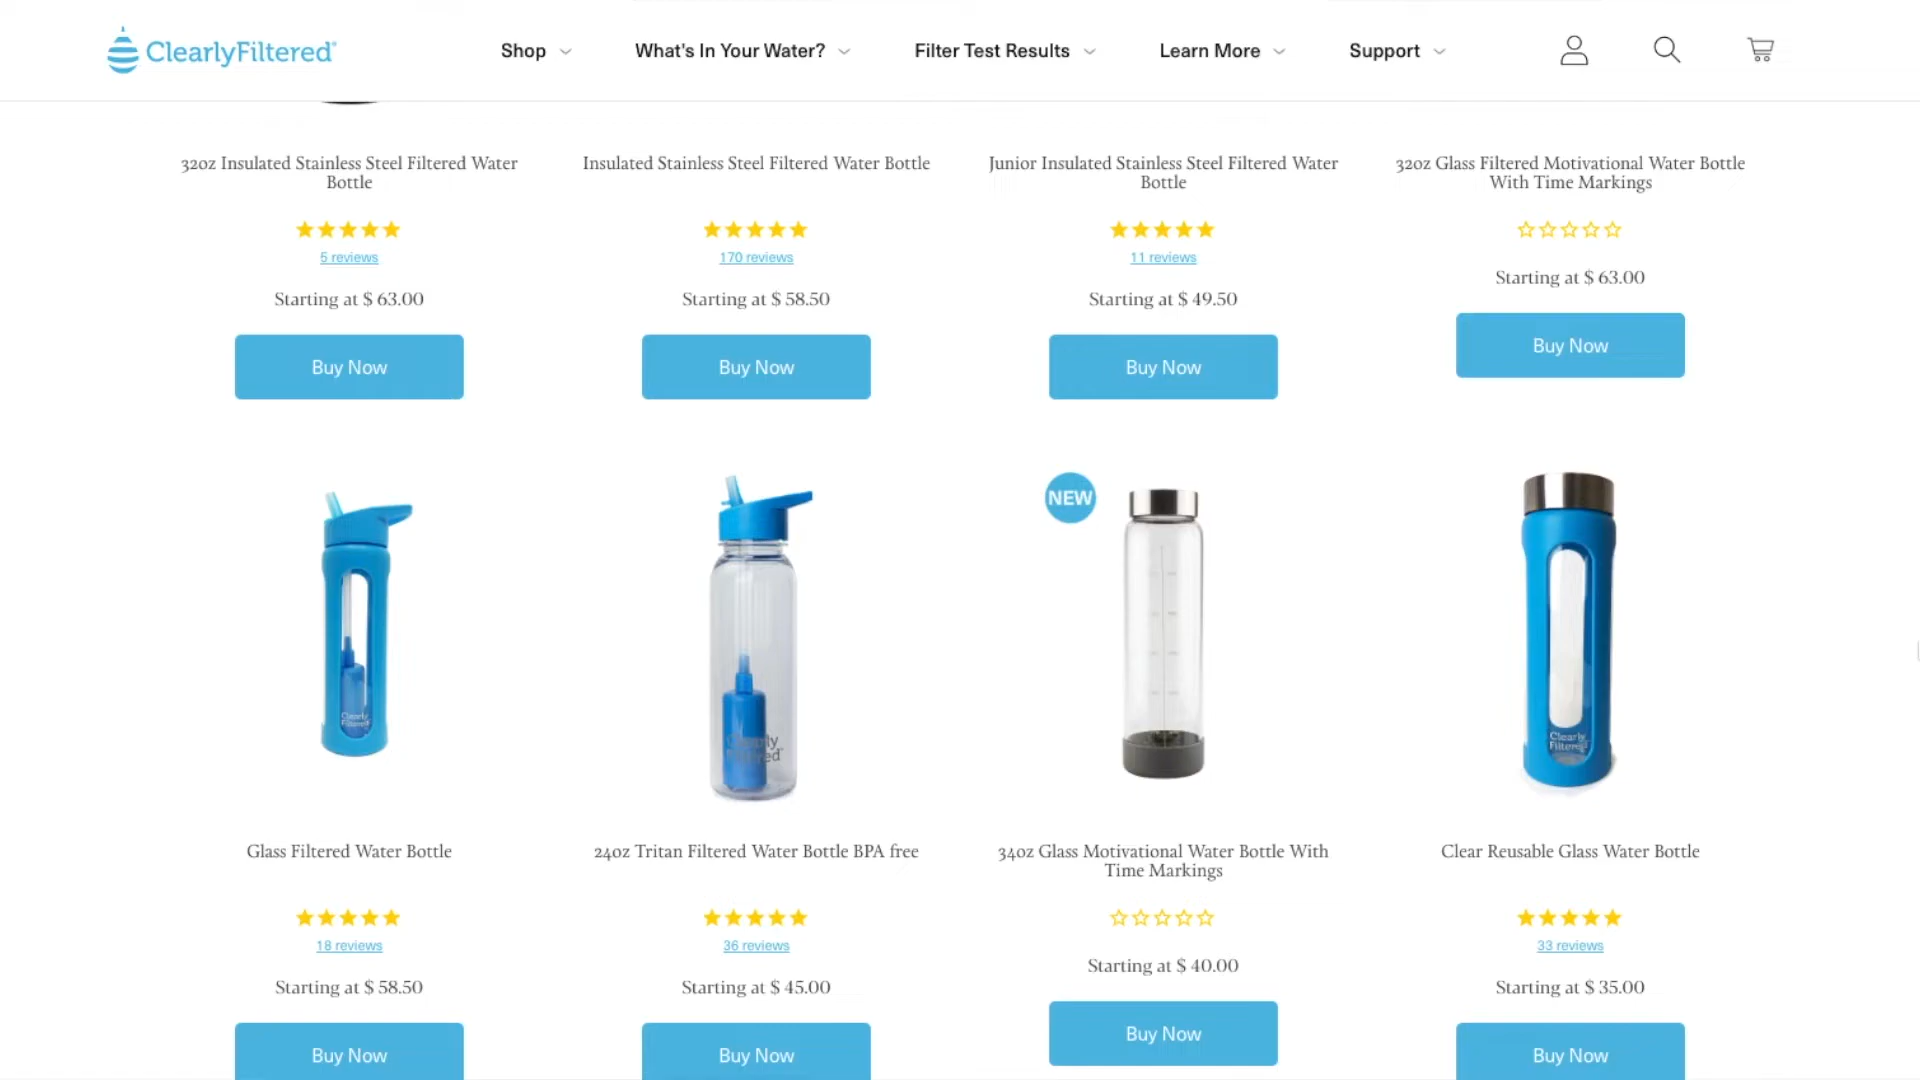 ClearlyFiltered®
Shop
What's In Your Water?
Filter Test Results
Learn More
Support
32oz Insulated Stainless Steel Filtered Water
Bottle
5 reviews
Starting at $ 63.00
Buy Now
Insulated Stainless Steel Filtered Water Bottle
170 reviews
Starting at $ 58.50
Buy Now
Junior Insulated Stainless Steel Filtered Water
Bottle
11 reviews
Starting at $ 49.50
Buy Now
32oz Glass Filtered Motivational Water Bottle
With Time Markings
Starting at $ 63.00
Buy Now
Clearly
Filtered
Glass Filtered Water Bottle
18 reviews
Starting at $ 58.50
Buy Now
Clearly
Filtered
24oz Tritan Filtered Water Bottle BPA free
36 reviews
Starting at $ 45.00
Buy Now
NEW
34oz Glass Motivational Water Bottle With
Time Markings
Starting at $ 40.00
Buy Now
Clearly
Filtered
Clear Reusable Glass Water Bottle
33 reviews
Starting at $ 35.00
Buy Now